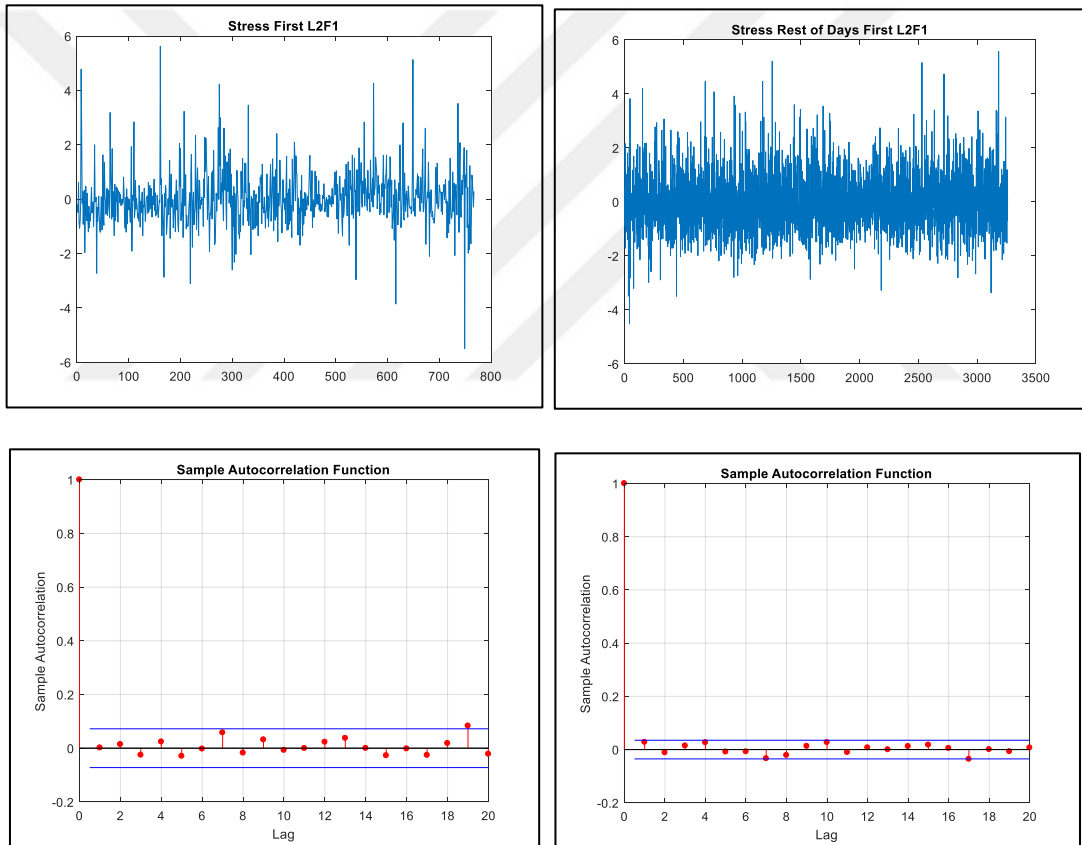 Stress First L2F1
6
4
2
0
-2
-4
-6
0 100 200 300 400 500 600 700 800
Stress Rest of Days First L2F1
6
4
2
0
-2
-4
-6
0 500 1000 1500 2000 2500 3000 3500
Sample Autocorrelation Function
Sample Autocorrelation
1
0.8
0.6
0.4
0.2
0
-0.2
0 2 4 6 8 10 12 14 16 18 20
Lag
Sample Autocorrelation Function
Sample Autocorrelation
1
0.8
0.6
0.4
0.2
0
-0.2
0 2 4 6 8 10 12 14 16 18 20
Lag